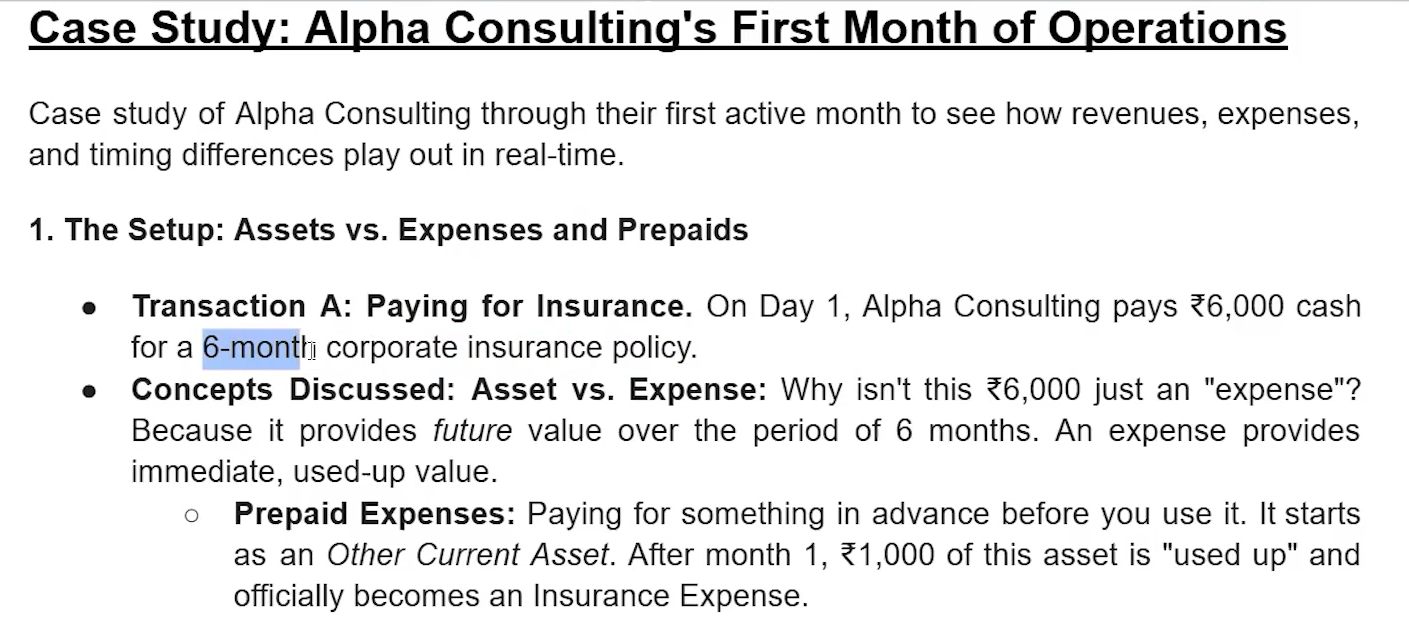 Case Study: Alpha Consulting's First Month of Operations
Case study of Alpha Consulting through their first active month to see how revenues, expenses,
and timing differences play out in real-time.
1. The Setup: Assets vs. Expenses and Prepaids
● Transaction A: Paying for Insurance. On Day 1, Alpha Consulting pays ₹6,000 cash
for a 6-month corporate insurance policy.
● Concepts Discussed: Asset vs. Expense: Why isn't this ₹6,000 just an "expense"?
Because it provides future value over the period of 6 months. An expense provides
immediate, used-up value.
○ Prepaid Expenses: Paying for something in advance before you use it. It starts
as an Other Current Asset. After month 1, ₹1,000 of this asset is "used up" and
officially becomes an Insurance Expense.